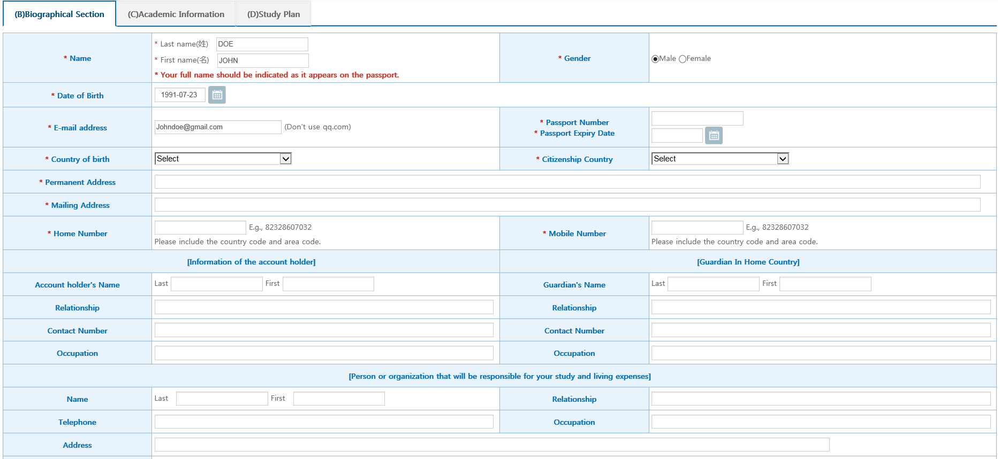 (B)Biographical Section (C)Academic Information (D)Study Plan
* Name
* Last name(姓) DOE
* First name(名) JOHN
* Your full name should be indicated as it appears on the passport.
* Gender
Male Female
* Date of Birth 1991-07-23
* E-mail address Johndoe@gmail.com (Don't use qq.com)
* Passport Number
* Passport Expiry Date
* Country of birth Select * Citizenship Country Select
* Permanent Address
* Mailing Address
* Home Number
E.g., 82328607032
Please include the country code and area code.
* Mobile Number
E.g., 82328607032
Please include the country code and area code.
[Information of the account holder] [Guardian In Home Country]
Account holder's Name Last First Guardian's Name Last First
Relationship Relationship
Contact Number Contact Number
Occupation Occupation
[Person or organization that will be responsible for your study and living expenses]
Name Last First Relationship
Telephone Occupation
Address